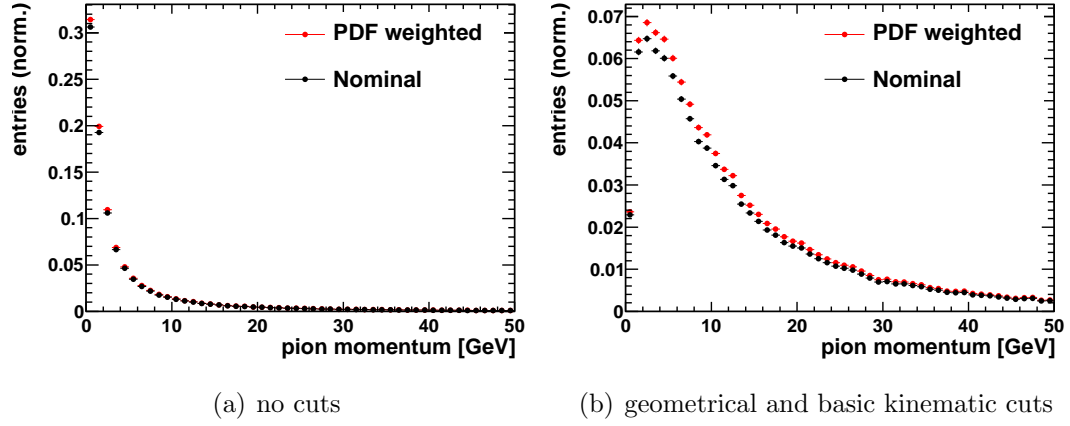 entries (norm.)
0.3
0.25
0.2
0.15
0.1
0.05
0
PDF weighted
Nominal
0 10 20 30 40 50
pion momentum [GeV]
(a) no cuts
entries (norm.)
0.07
0.06
0.05
0.04
0.03
0.02
0.01
0
PDF weighted
Nominal
0 10 20 30 40 50
pion momentum [GeV]
(b) geometrical and basic kinematic cuts